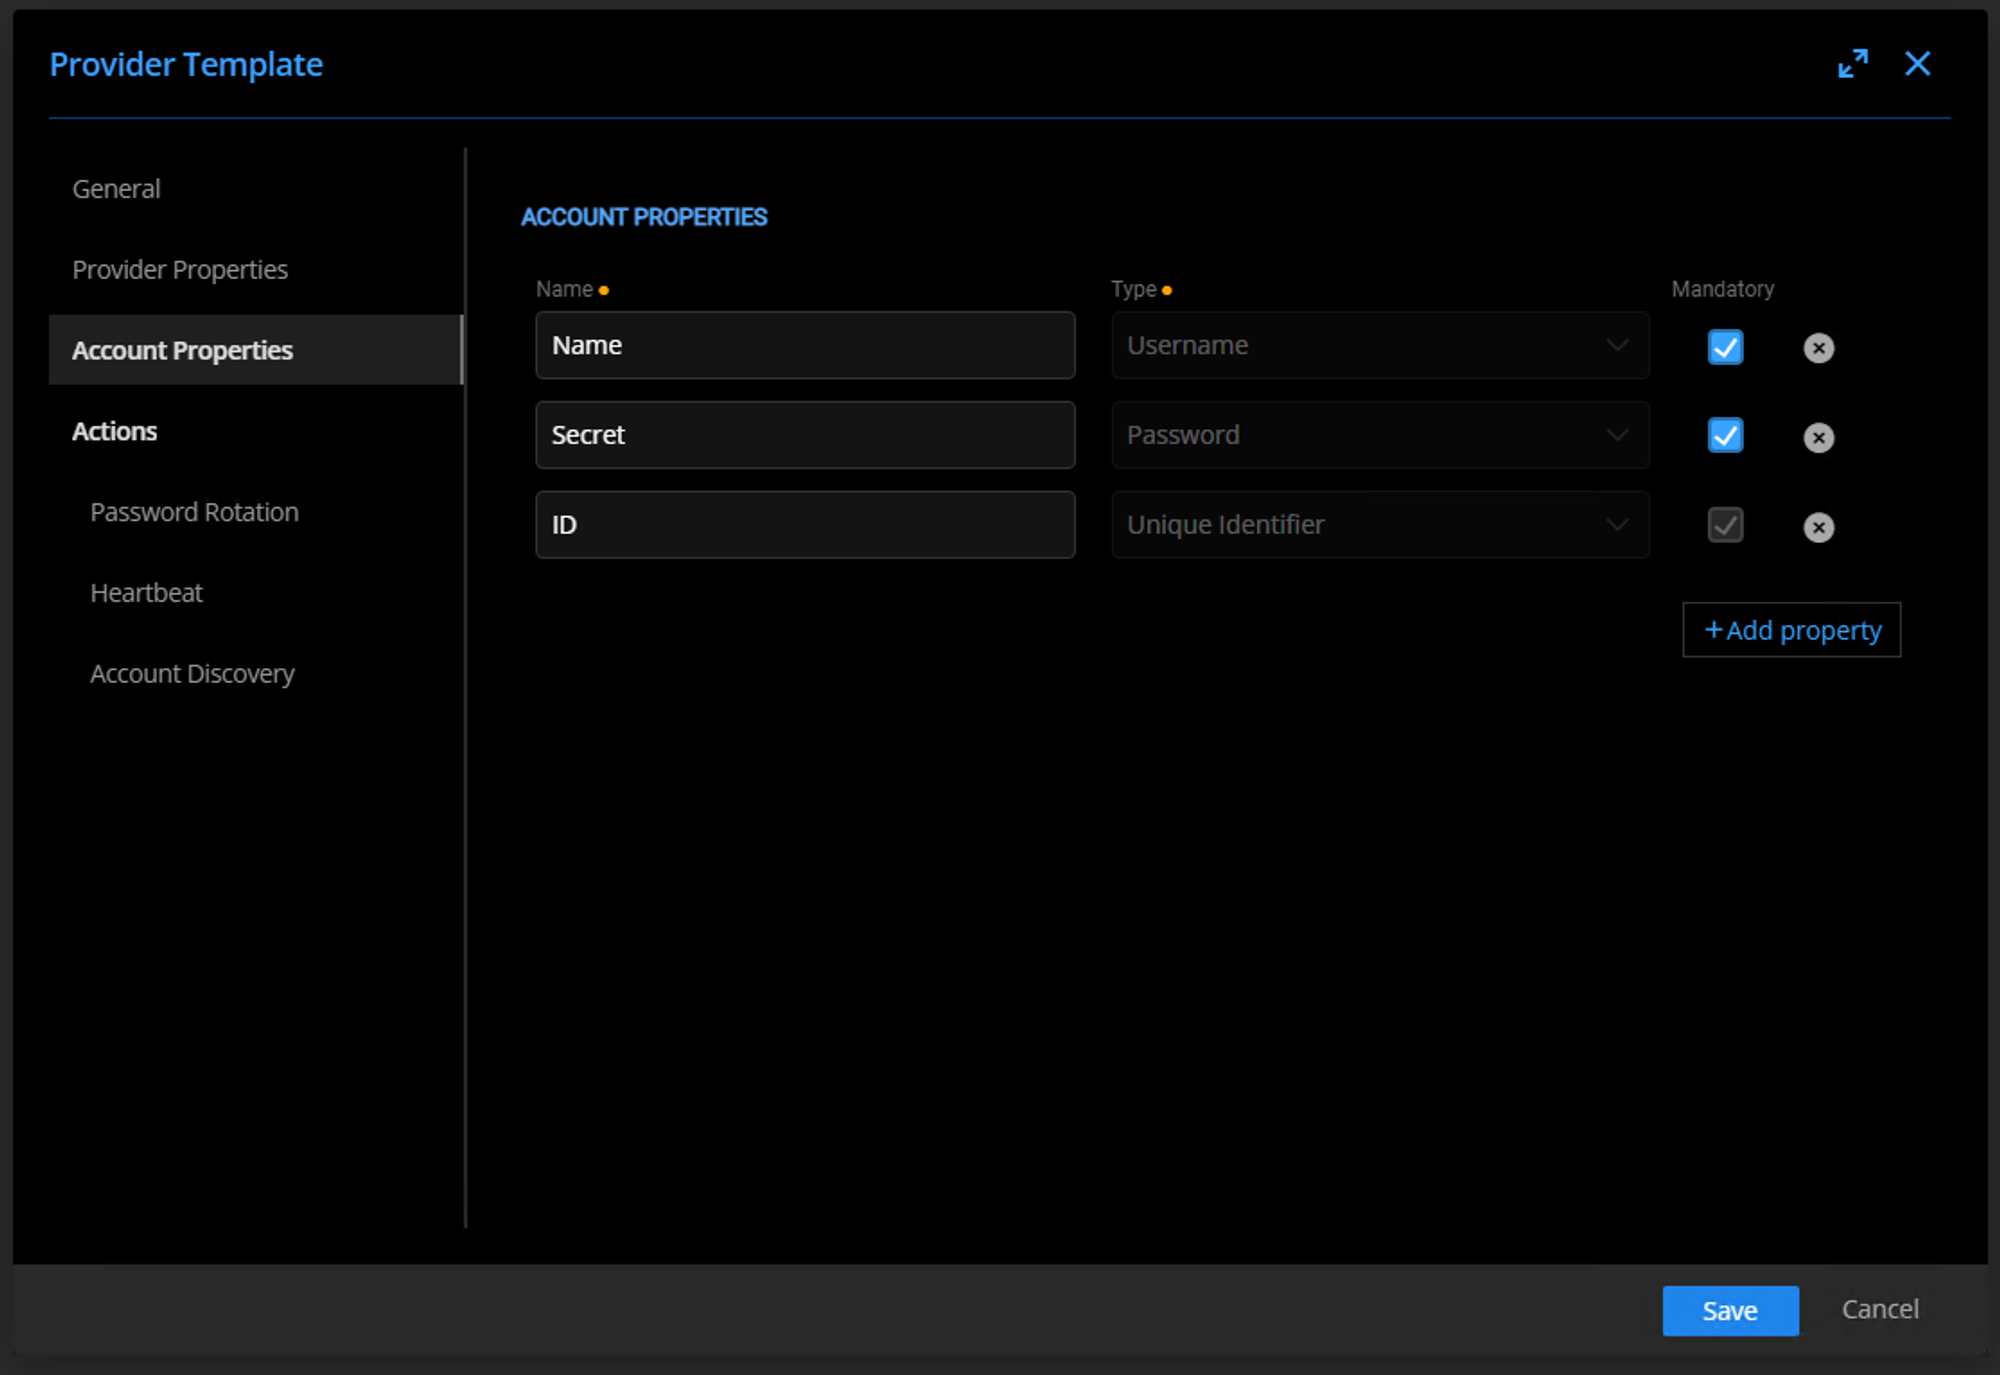 Provider Template
General
Provider Properties
Account Properties
Actions
Password Rotation
Heartbeat
Account Discovery
ACCOUNT PROPERTIES
Name Type Mandatory
Name Username
Secret Password
ID Unique Identifier
+Add property
Save Cancel